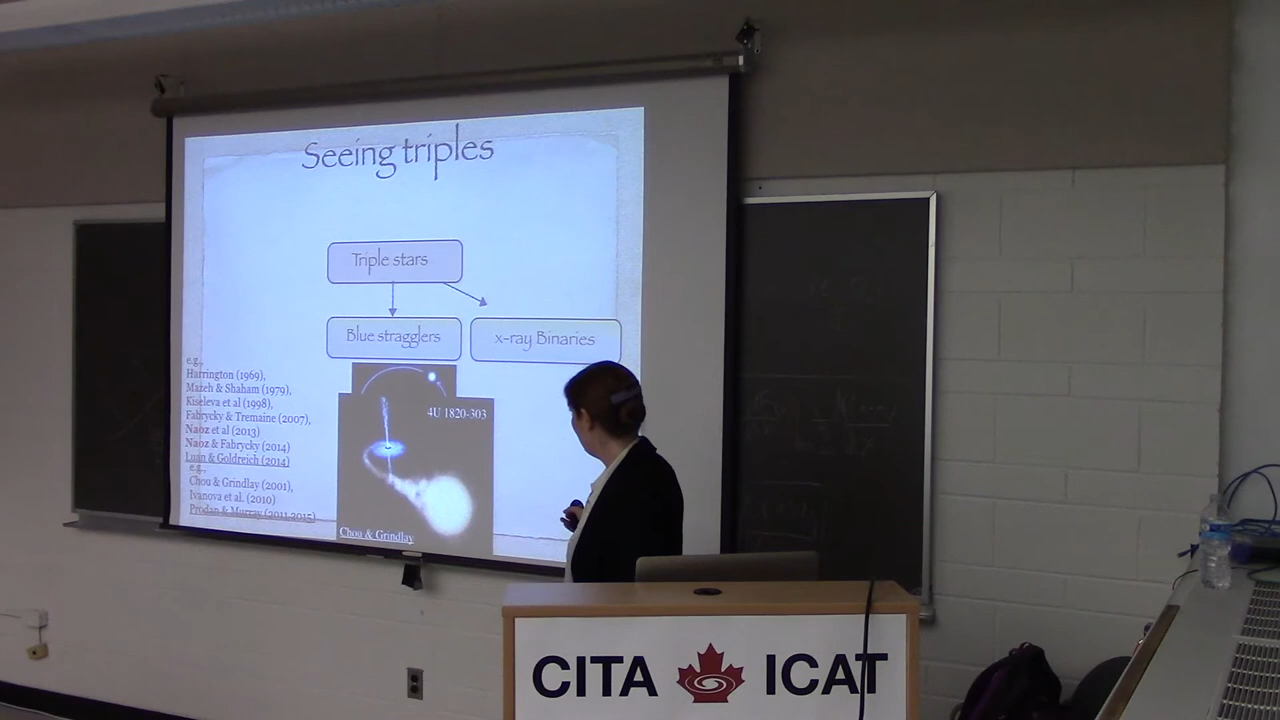 Seeing triples
Triple stars
Blue stragglers
x-ray Binaries
e.g.,
Harrington (1969),
Mazeh & Shaham (1979),
Kiseleva et al (1998),
Fabrycky & Tremaine (2007),
Naoz et al (2013)
Naoz & Fabrycky (2014)
Luan & Goldreich (2014)
e.g.,
Chou & Grindlay (2001),
Ivanova et al. (2010)
Prodan & Murray (2011-2015)
4U 1820-303
Chou & Grindlay
CITA ICAT